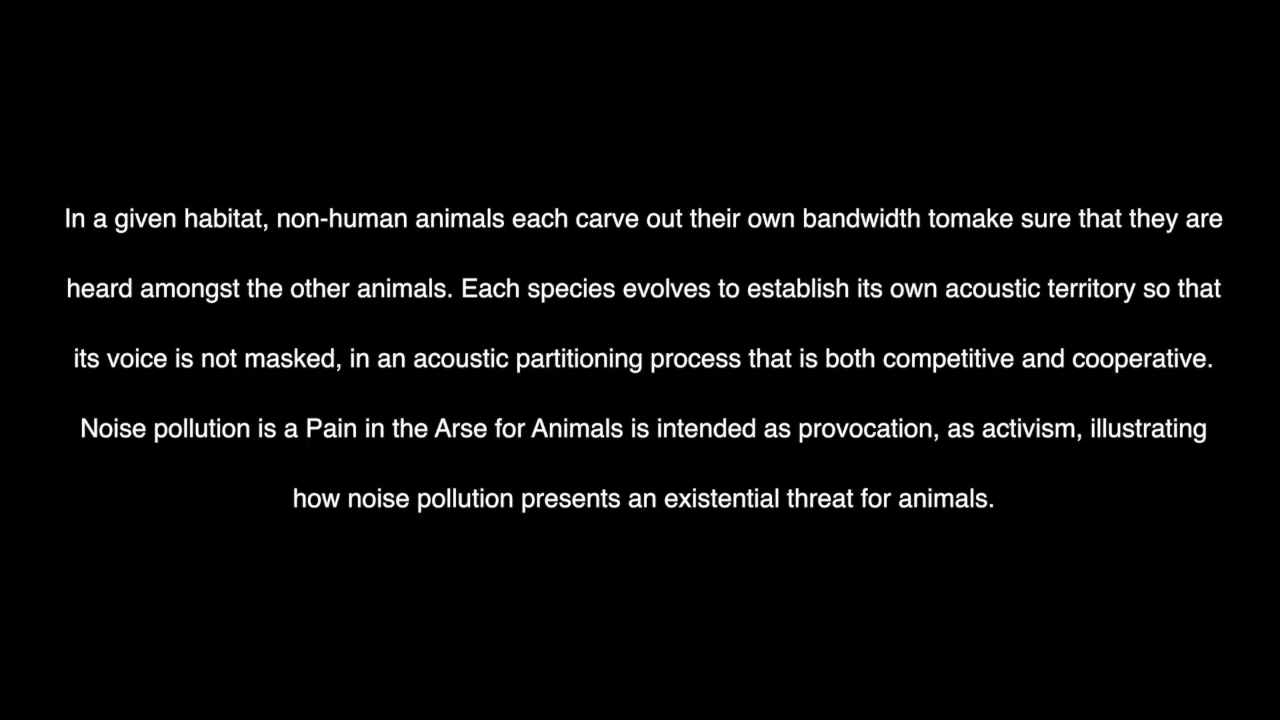 In a given habitat, non-human animals each carve out their own bandwidth tomake sure that they are
heard amongst the other animals. Each species evolves to establish its own acoustic territory so that
its voice is not masked, in an acoustic partitioning process that is both competitive and cooperative.
Noise pollution is a Pain in the Arse for Animals is intended as provocation, as activism, illustrating
how noise pollution presents an existential threat for animals.